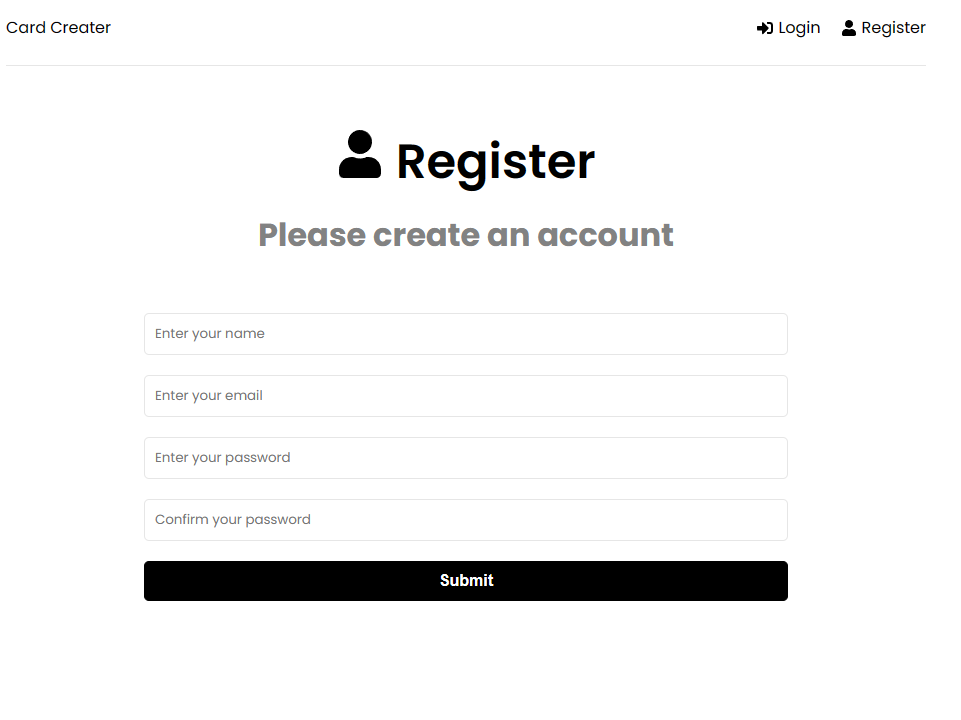 Card Creater
Login
Register
Register
Please create an account
Enter your name
Enter your email
Enter your password
Confirm your password
Submit